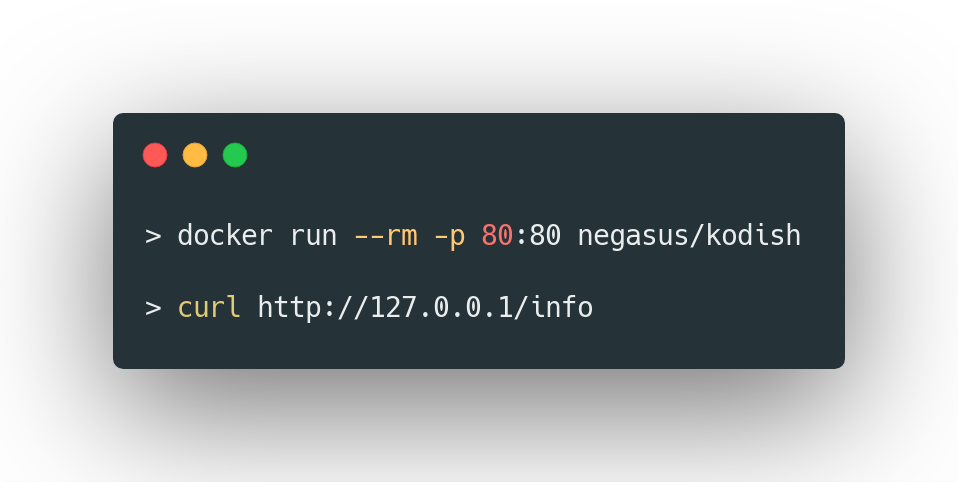 > docker run --rm -p 80:80 negasus/kodish
> curl http://127.0.0.1/info